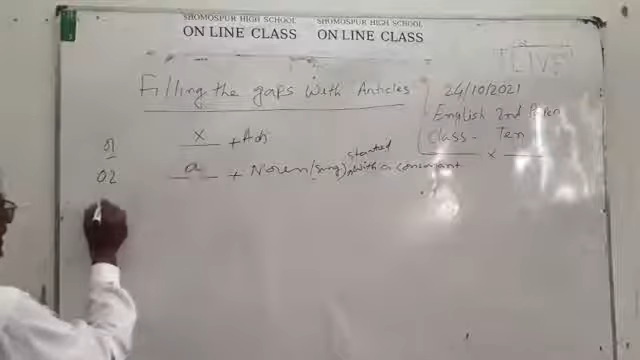 SHOMOSPUR HIGH SCHOOL SHOMOSPUR HIGH SCHOOL
ON LINE CLASS ON LINE CLASS
LIVE
Filling the gaps with Articles
24/10/2021
English 2nd Paper
Class - Ten
01 x + Adj
02 a + Noun (sing) started with a consonant
x